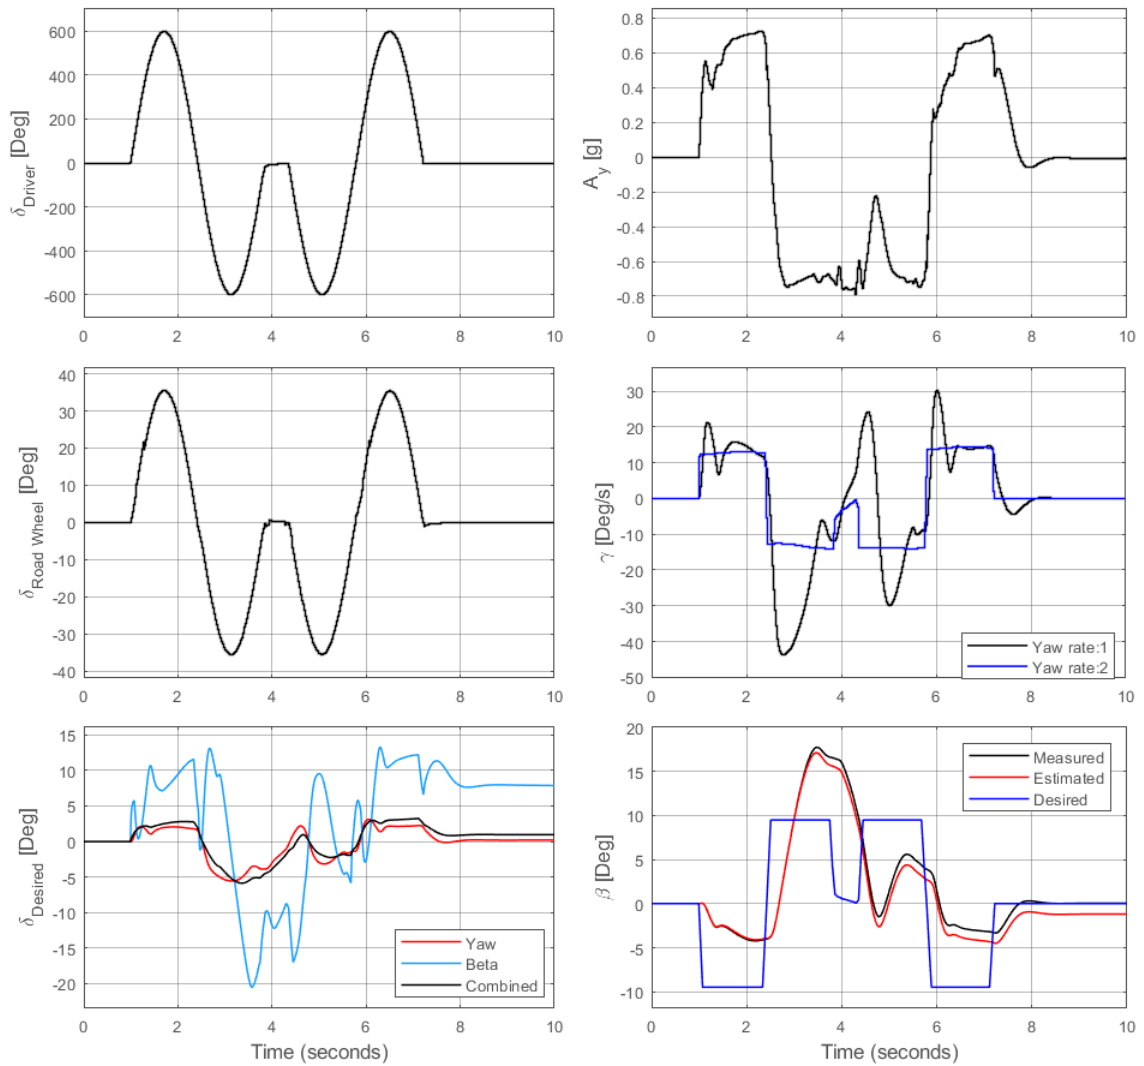 δDriver [Deg]
600
400
200
0
-200
-400
-600
0 2 4 6 8 10
Ay [g]
0.8
0.6
0.4
0.2
0
-0.2
-0.4
-0.6
-0.8
0 2 4 6 8 10
δRoad Wheel [Deg]
40
30
20
10
0
-10
-20
-30
-40
0 2 4 6 8 10
γ [Deg/s]
30
20
10
0
-10
-20
-30
-40
-50
0 2 4 6 8 10
Yaw rate:1
Yaw rate:2
δDesired [Deg]
15
10
5
0
-5
-10
-15
-20
0 2 4 6 8 10
Yaw
Beta
Combined
Time (seconds)
β [Deg]
20
15
10
5
0
-5
-10
0 2 4 6 8 10
Measured
Estimated
Desired
Time (seconds)